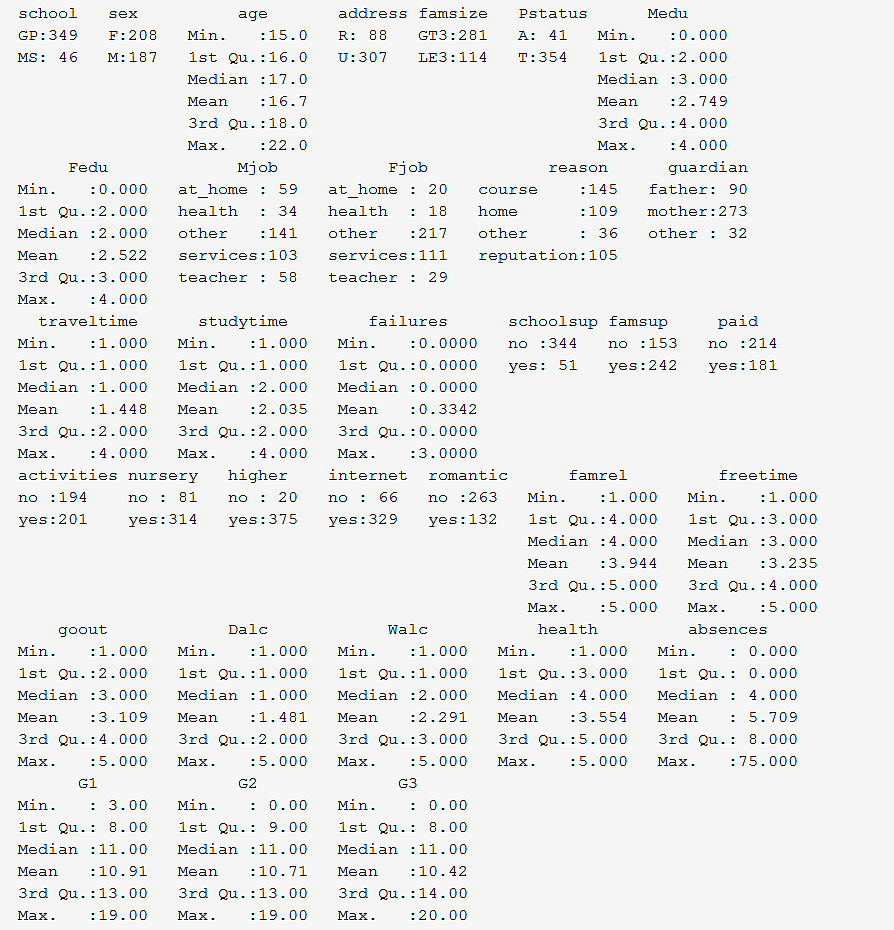 school   sex          age       address famsize   Pstatus      Medu
GP:349   F:208   Min.   :15.0   R: 88   GT3:281   A: 41   Min.   :0.000
MS: 46   M:187   1st Qu.:16.0   U:307   LE3:114   T:354   1st Qu.:2.000
                 Median :17.0                             Median :3.000
                 Mean   :16.7                             Mean   :2.749
                 3rd Qu.:18.0                             3rd Qu.:4.000
                 Max.   :22.0                             Max.   :4.000
     Fedu             Mjob           Fjob            reason      guardian
Min.   :0.000   at_home : 59   at_home : 20   course    :145   father: 90
1st Qu.:2.000   health  : 34   health  : 18   home      :109   mother:273
Median :2.000   other   :141   other   :217   other     : 36   other : 32
Mean   :2.522   services:103   services:111   reputation:105
3rd Qu.:3.000   teacher : 58   teacher : 29
Max.   :4.000
  traveltime      studytime        failures      schoolsup famsup     paid
Min.   :1.000   Min.   :1.000   Min.   :0.0000   no :344   no :153   no :214
1st Qu.:1.000   1st Qu.:1.000   1st Qu.:0.0000   yes: 51   yes:242   yes:181
Median :1.000   Median :2.000   Median :0.0000
Mean   :1.448   Mean   :2.035   Mean   :0.3342
3rd Qu.:2.000   3rd Qu.:2.000   3rd Qu.:0.0000
Max.   :4.000   Max.   :4.000   Max.   :3.0000
activities nursery   higher    internet  romantic      famrel         freetime
no :194    no : 81   no : 20   no : 66   no :263   Min.   :1.000   Min.   :1.000
yes:201    yes:314   yes:375   yes:329   yes:132   1st Qu.:4.000   1st Qu.:3.000
                                                   Median :4.000   Median :3.000
                                                   Mean   :3.944   Mean   :3.235
                                                   3rd Qu.:5.000   3rd Qu.:4.000
                                                   Max.   :5.000   Max.   :5.000
    goout            Dalc            Walc           health         absences
Min.   :1.000   Min.   :1.000   Min.   :1.000   Min.   :1.000   Min.   : 0.000
1st Qu.:2.000   1st Qu.:1.000   1st Qu.:1.000   1st Qu.:3.000   1st Qu.: 0.000
Median :3.000   Median :1.000   Median :2.000   Median :4.000   Median : 4.000
Mean   :3.109   Mean   :1.481   Mean   :2.291   Mean   :3.554   Mean   : 5.709
3rd Qu.:4.000   3rd Qu.:2.000   3rd Qu.:3.000   3rd Qu.:5.000   3rd Qu.: 8.000
Max.   :5.000   Max.   :5.000   Max.   :5.000   Max.   :5.000   Max.   :75.000
      G1              G2              G3
Min.   : 3.00   Min.   : 0.00   Min.   : 0.00
1st Qu.: 8.00   1st Qu.: 9.00   1st Qu.: 8.00
Median :11.00   Median :11.00   Median :11.00
Mean   :10.91   Mean   :10.71   Mean   :10.42
3rd Qu.:13.00   3rd Qu.:13.00   3rd Qu.:14.00
Max.   :19.00   Max.   :19.00   Max.   :20.00